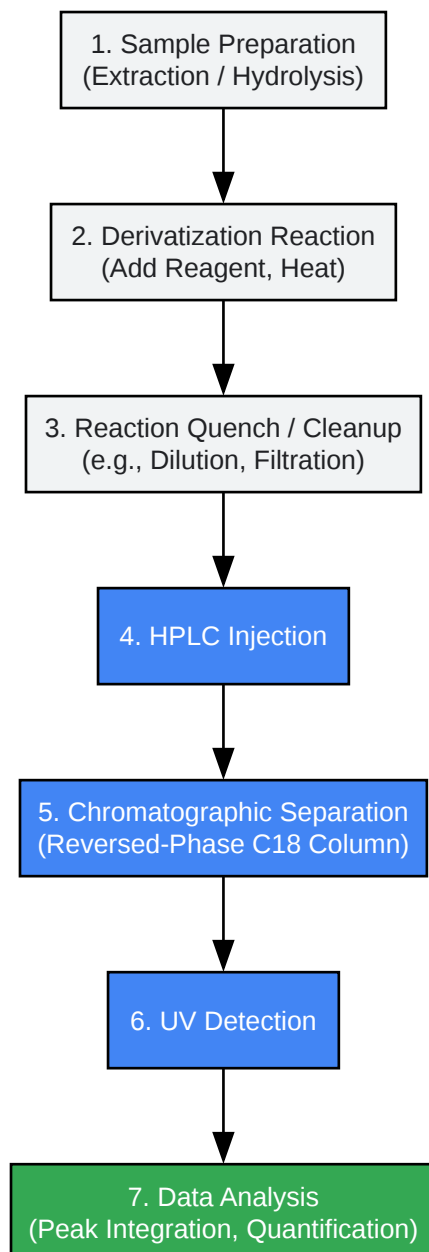 1. Sample Preparation
(Extraction / Hydrolysis)
2. Derivatization Reaction
(Add Reagent, Heat)
3. Reaction Quench / Cleanup
(e.g., Dilution, Filtration)
4. HPLC Injection
5. Chromatographic Separation
(Reversed-Phase C18 Column)
6. UV Detection
7. Data Analysis
(Peak Integration, Quantification)